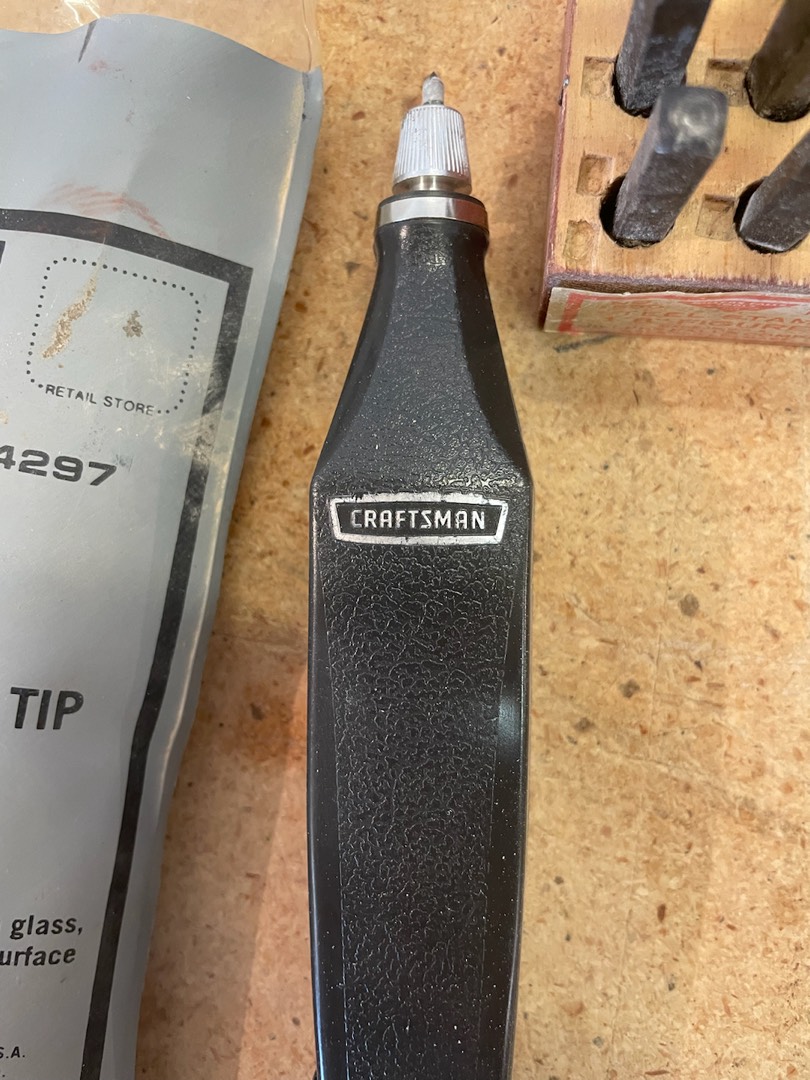 RETAIL STORE
4297
TIP
glass,
urface
S.A.
CRAFTSMAN